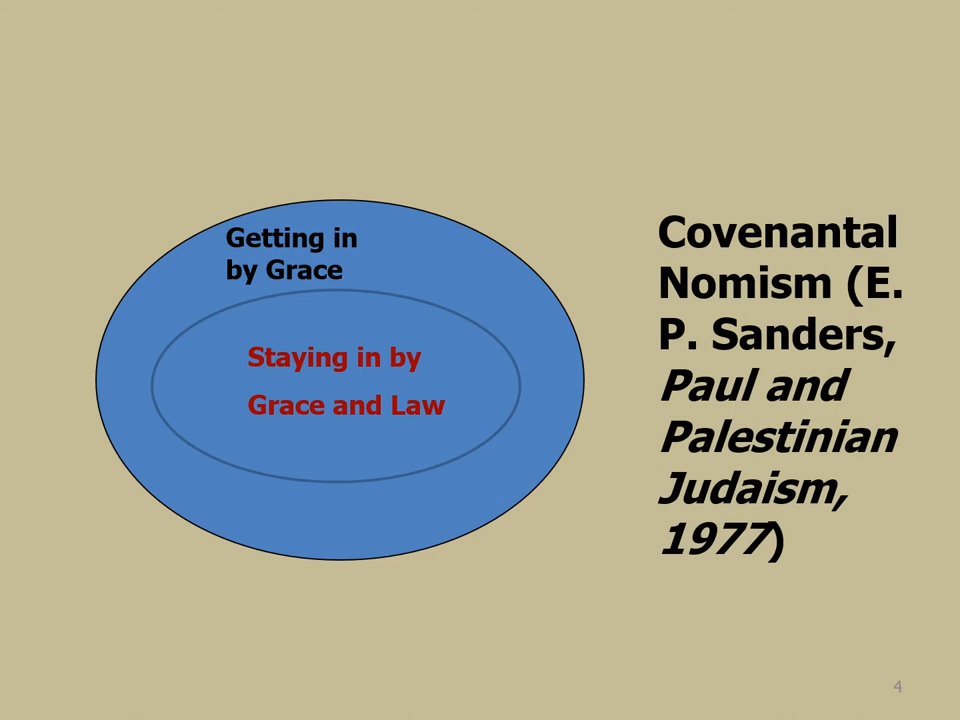 Getting in
by Grace
Staying in by
Grace and Law
Covenantal
Nomism (E.
P. Sanders,
Paul and
Palestinian
Judaism,
1977)
4